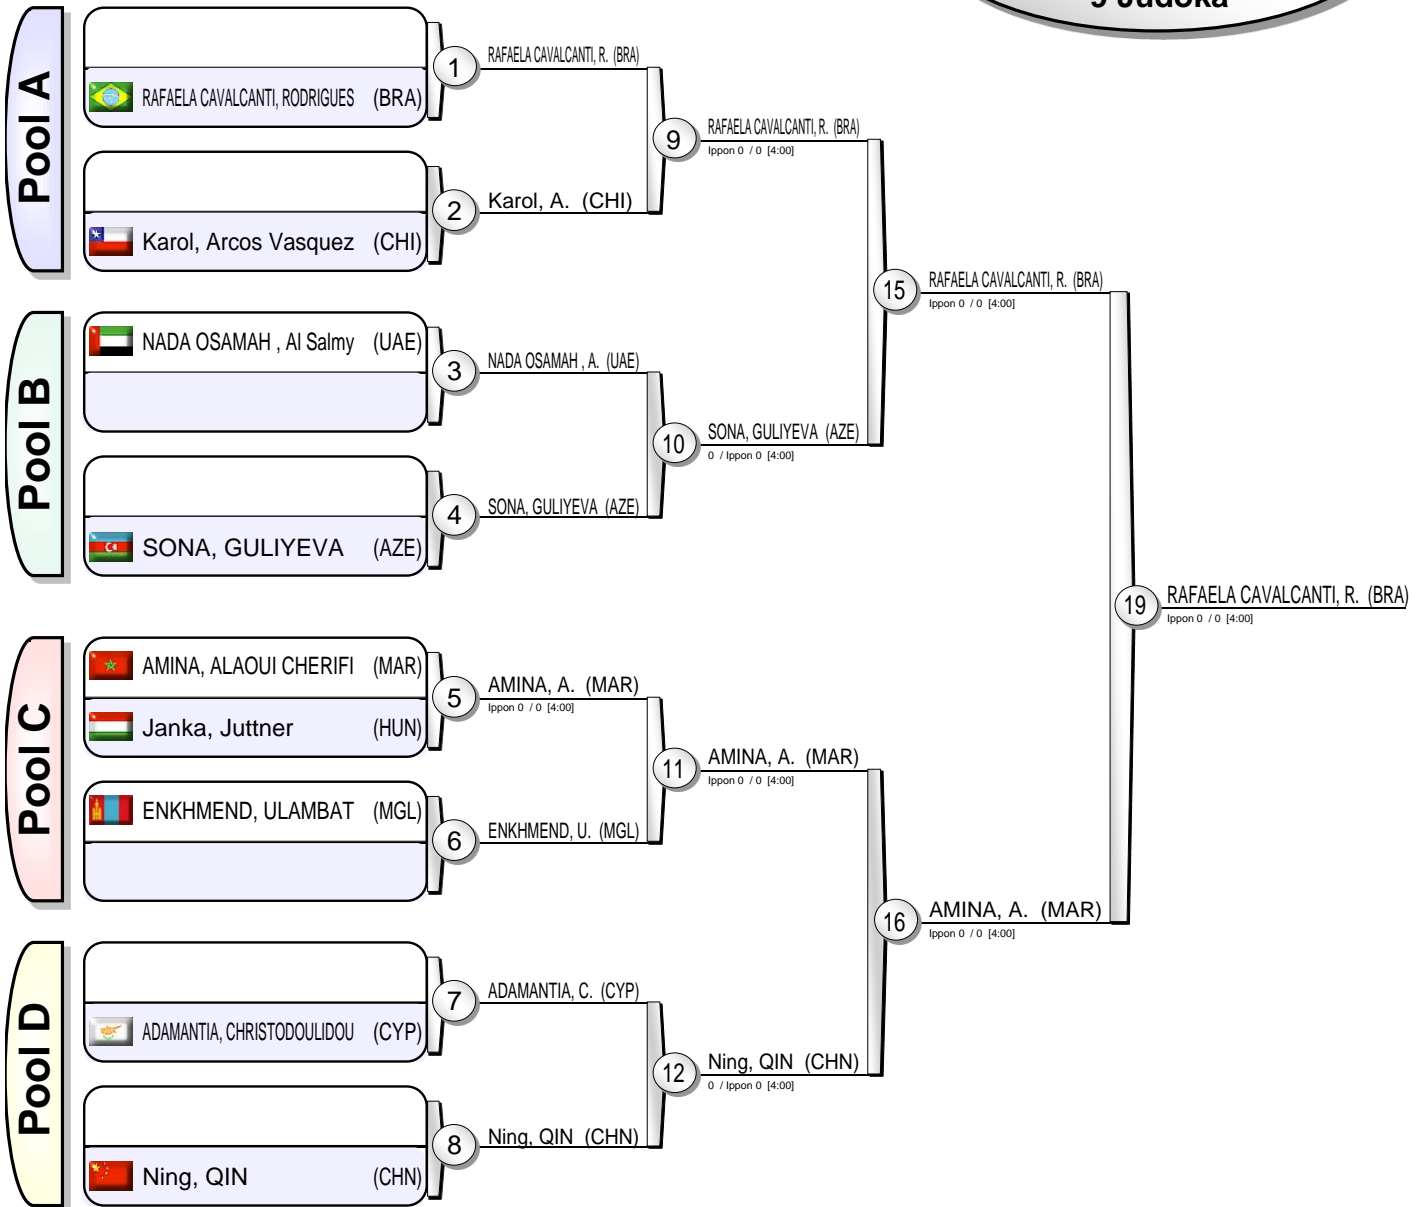 9 Judoka
Pool A
RAFAELA CAVALCANTI, RODRIGUES (BRA)
1
RAFAELA CAVALCANTI, R. (BRA)
Karol, Arcos Vasquez (CHI)
2
Karol, A. (CHI)
9
RAFAELA CAVALCANTI, R. (BRA)
Ippon 0 / 0 [4:00]
Pool B
NADA OSAMAH , Al Salmy (UAE)
3
NADA OSAMAH , A. (UAE)
SONA, GULIYEVA (AZE)
4
SONA, GULIYEVA (AZE)
10
SONA, GULIYEVA (AZE)
0 / Ippon 0 [4:00]
15
RAFAELA CAVALCANTI, R. (BRA)
Ippon 0 / 0 [4:00]
Pool C
AMINA, ALAOUI CHERIFI (MAR)
Janka, Juttner (HUN)
5
AMINA, A. (MAR)
Ippon 0 / 0 [4:00]
ENKHMEND, ULAMBAT (MGL)
6
ENKHMEND, U. (MGL)
11
AMINA, A. (MAR)
Ippon 0 / 0 [4:00]
Pool D
ADAMANTIA, CHRISTODOULIDOU (CYP)
7
ADAMANTIA, C. (CYP)
Ning, QIN (CHN)
8
Ning, QIN (CHN)
12
Ning, QIN (CHN)
0 / Ippon 0 [4:00]
16
AMINA, A. (MAR)
Ippon 0 / 0 [4:00]
19
RAFAELA CAVALCANTI, R. (BRA)
Ippon 0 / 0 [4:00]